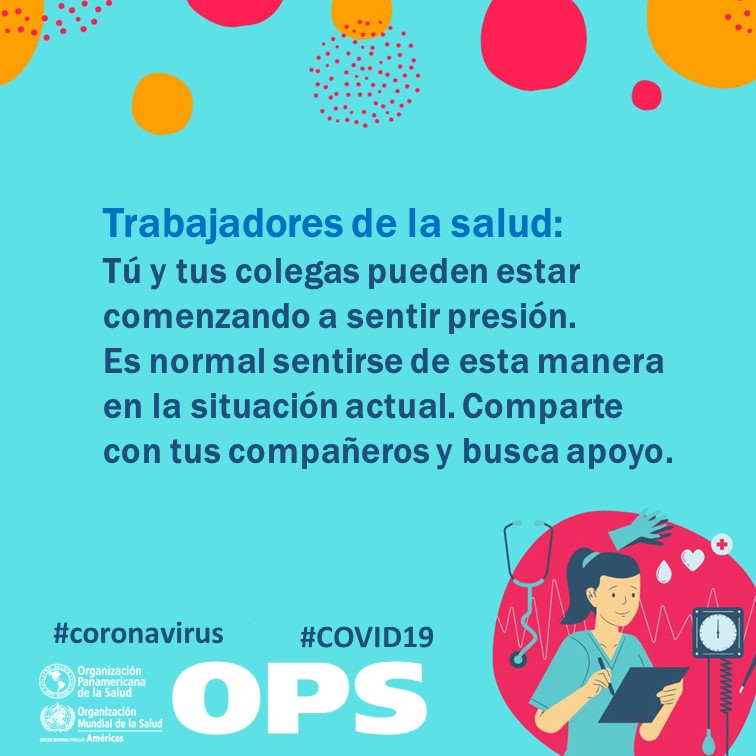 Trabajadores de la salud:
Tú y tus colegas pueden estar
comenzando a sentir presión.
Es normal sentirse de esta manera
en la situación actual. Comparte
con tus compañeros y busca apoyo.
#coronavirus
#COVID19
Organización
Panamericana
de la Salud
Organización
Mundial de la Salud
OFICINA REGIONAL PARA LAS Américas
OPS